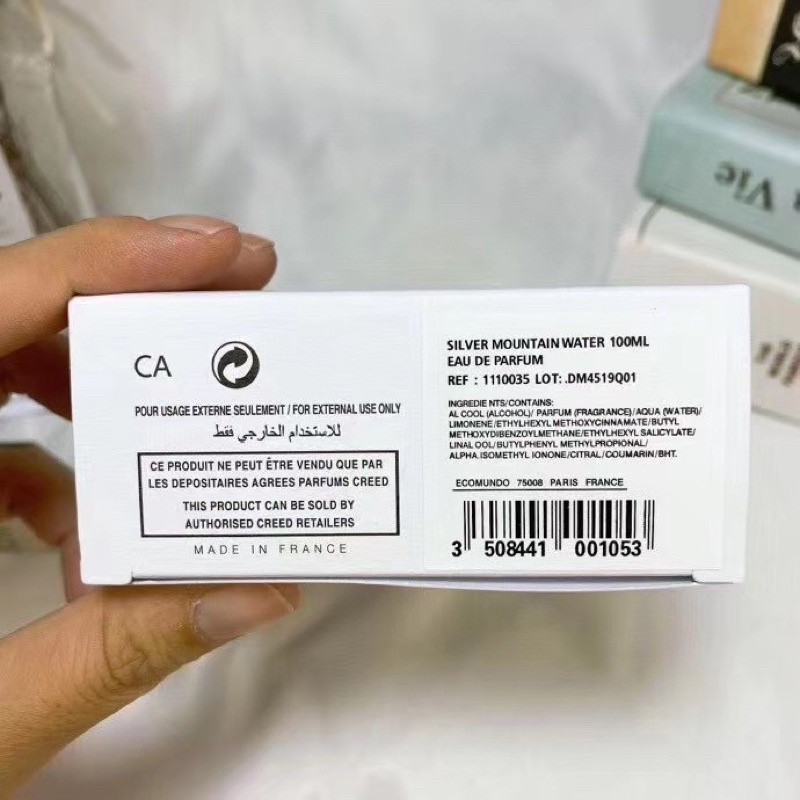 CA
POUR USAGE EXTERNE SEULEMENT / FOR EXTERNAL USE ONLY
للاستخدام الخارجي فقط
CE PRODUIT NE PEUT ÊTRE VENDU QUE PAR
LES DEPOSITAIRES AGREES PARFUMS CREED
THIS PRODUCT CAN BE SOLD BY
AUTHORISED CREED RETAILERS
MADE IN FRANCE
SILVER MOUNTAIN WATER 100ML
EAU DE PARFUM
REF : 1110035 LOT: .DM4519Q01
INGREDIE NTS/CONTAINS:
AL COOL (ALCOHOL)/ PARFUM (FRAGRANCE)/AQUA (WATER)/
LIMONENE/ETHYLHEXYL METHOXYCINNAMATE/BUTYL
METHOXYDIBENZOYLMETHANE/ETHYLHEXYL SALICYLATE/
LINAL OOL/BUTYLPHENYL METHYLPROPIONAL/
ALPHA.ISOMETHYL IONONE/CITRAL/COUMARIN/BHT.
ECOMUNDO 75008 PARIS FRANCE
3 508441 001053
Vie